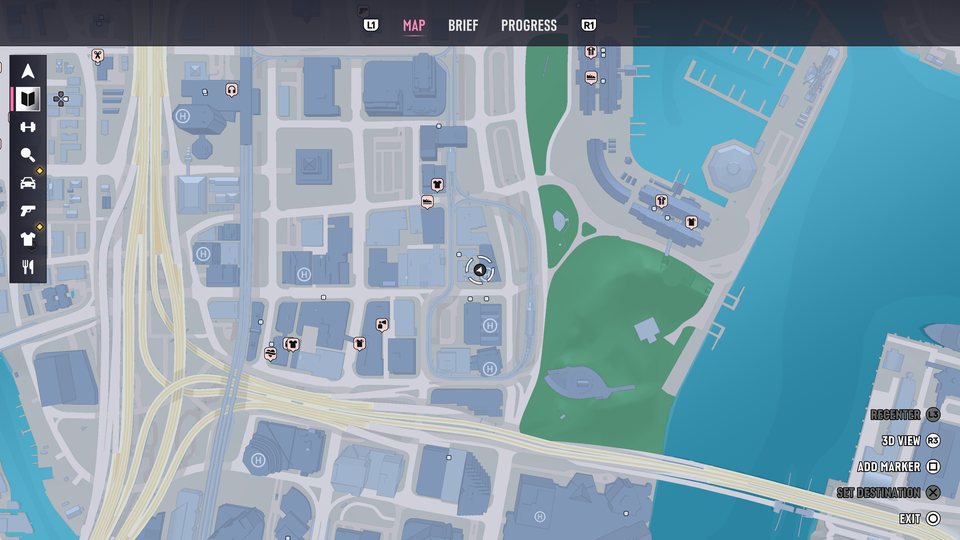 L1 MAP BRIEF PROGRESS R1
H
H
H
H
H
H
H
H
RECENTER L3
3D VIEW R3
ADD MARKER
SET DESTINATION
EXIT